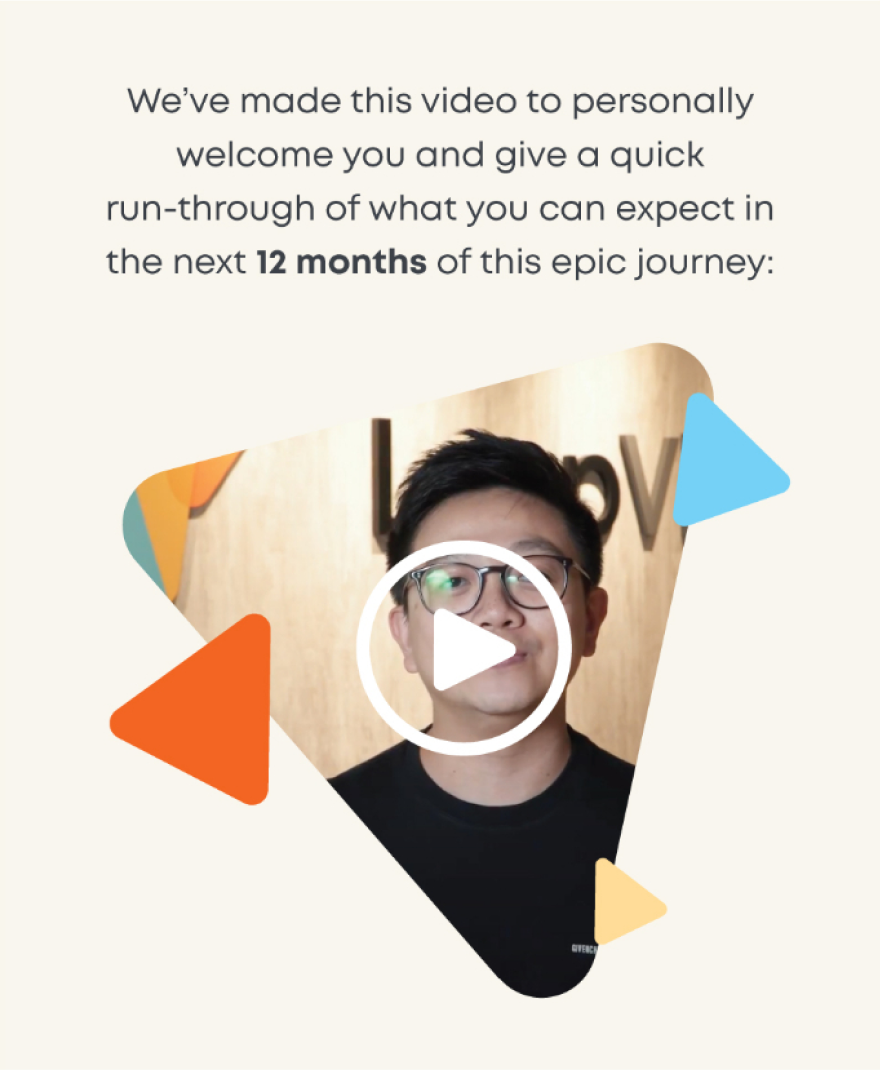 We’ve made this video to personally
welcome you and give a quick
run-through of what you can expect in
the next 12 months of this epic journey: